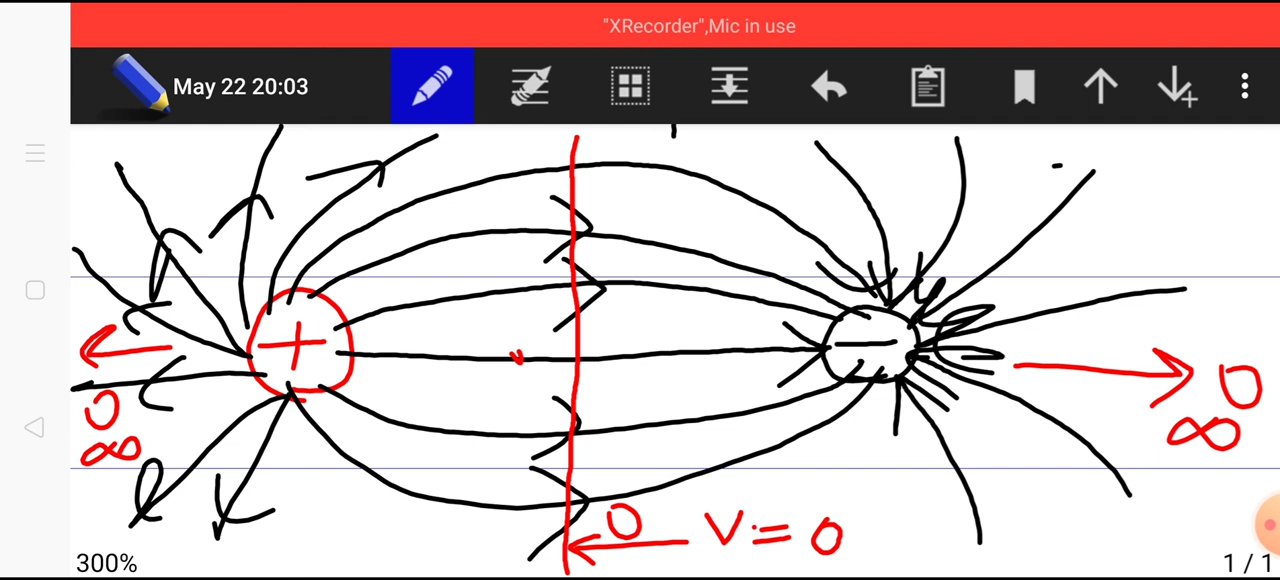 "XRecorder",Mic in use
May 22 20:03
+
−
0
∞
0
∞
0 V = 0
300%
1 / 1